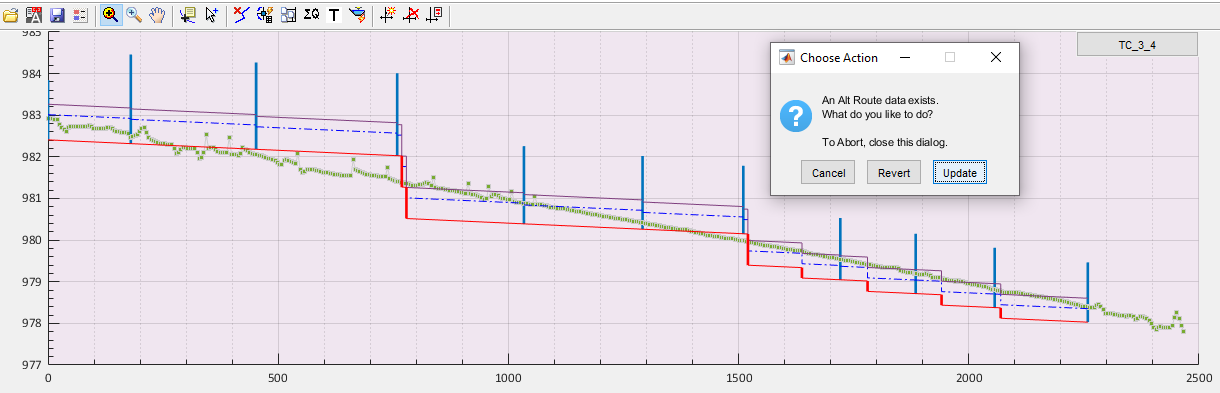 ΣQ T
985
TC_3_4
984
983
982
981
980
979
978
977
0 500 1000 1500 2000 2500
Choose Action
An Alt Route data exists.
What do you like to do?
To Abort, close this dialog.
Cancel Revert Update